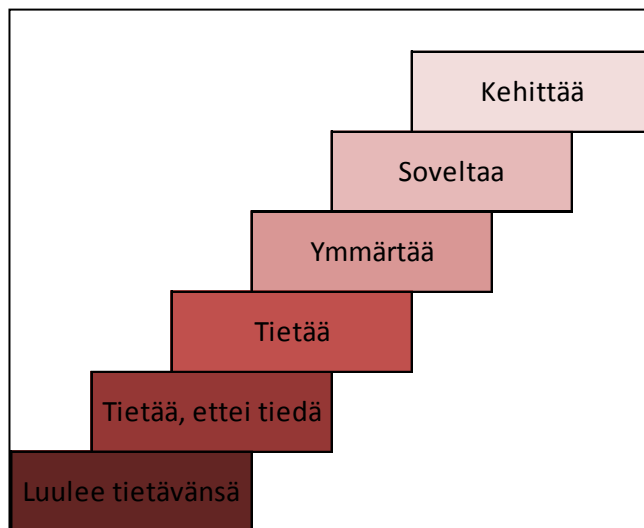 Kehittää
Soveltaa
Ymmärtää
Tietää
Tietää, ettei tiedä
Luulee tietävänsä